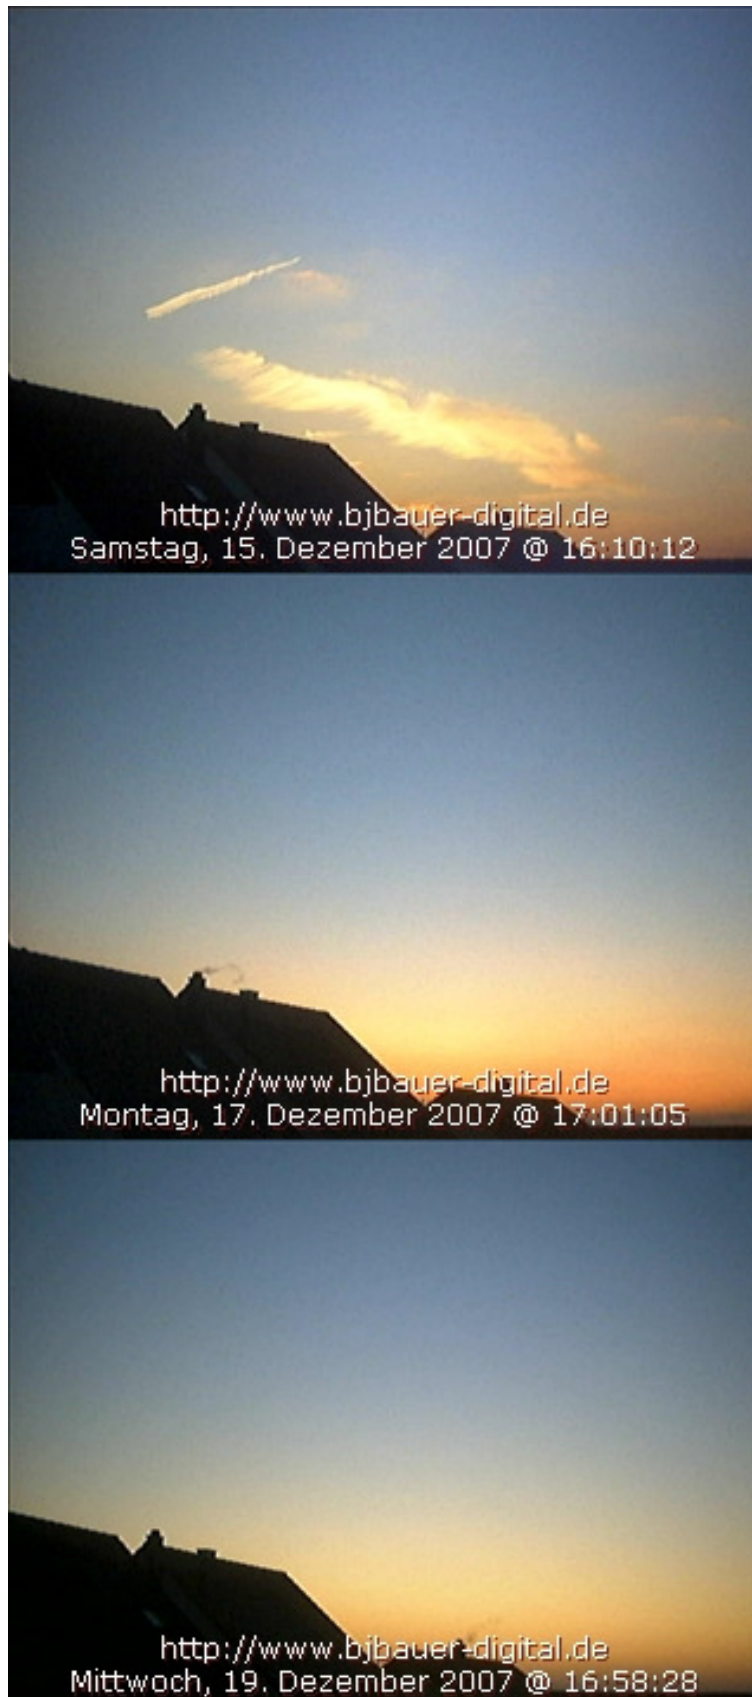 http://www.bjbauer-digital.de
Samstag, 15. Dezember 2007 @ 16:10:12
http://www.bjbauer-digital.de
Montag, 17. Dezember 2007 @ 17:01:05
http://www.bjbauer-digital.de
Mittwoch, 19. Dezember 2007 @ 16:58:28